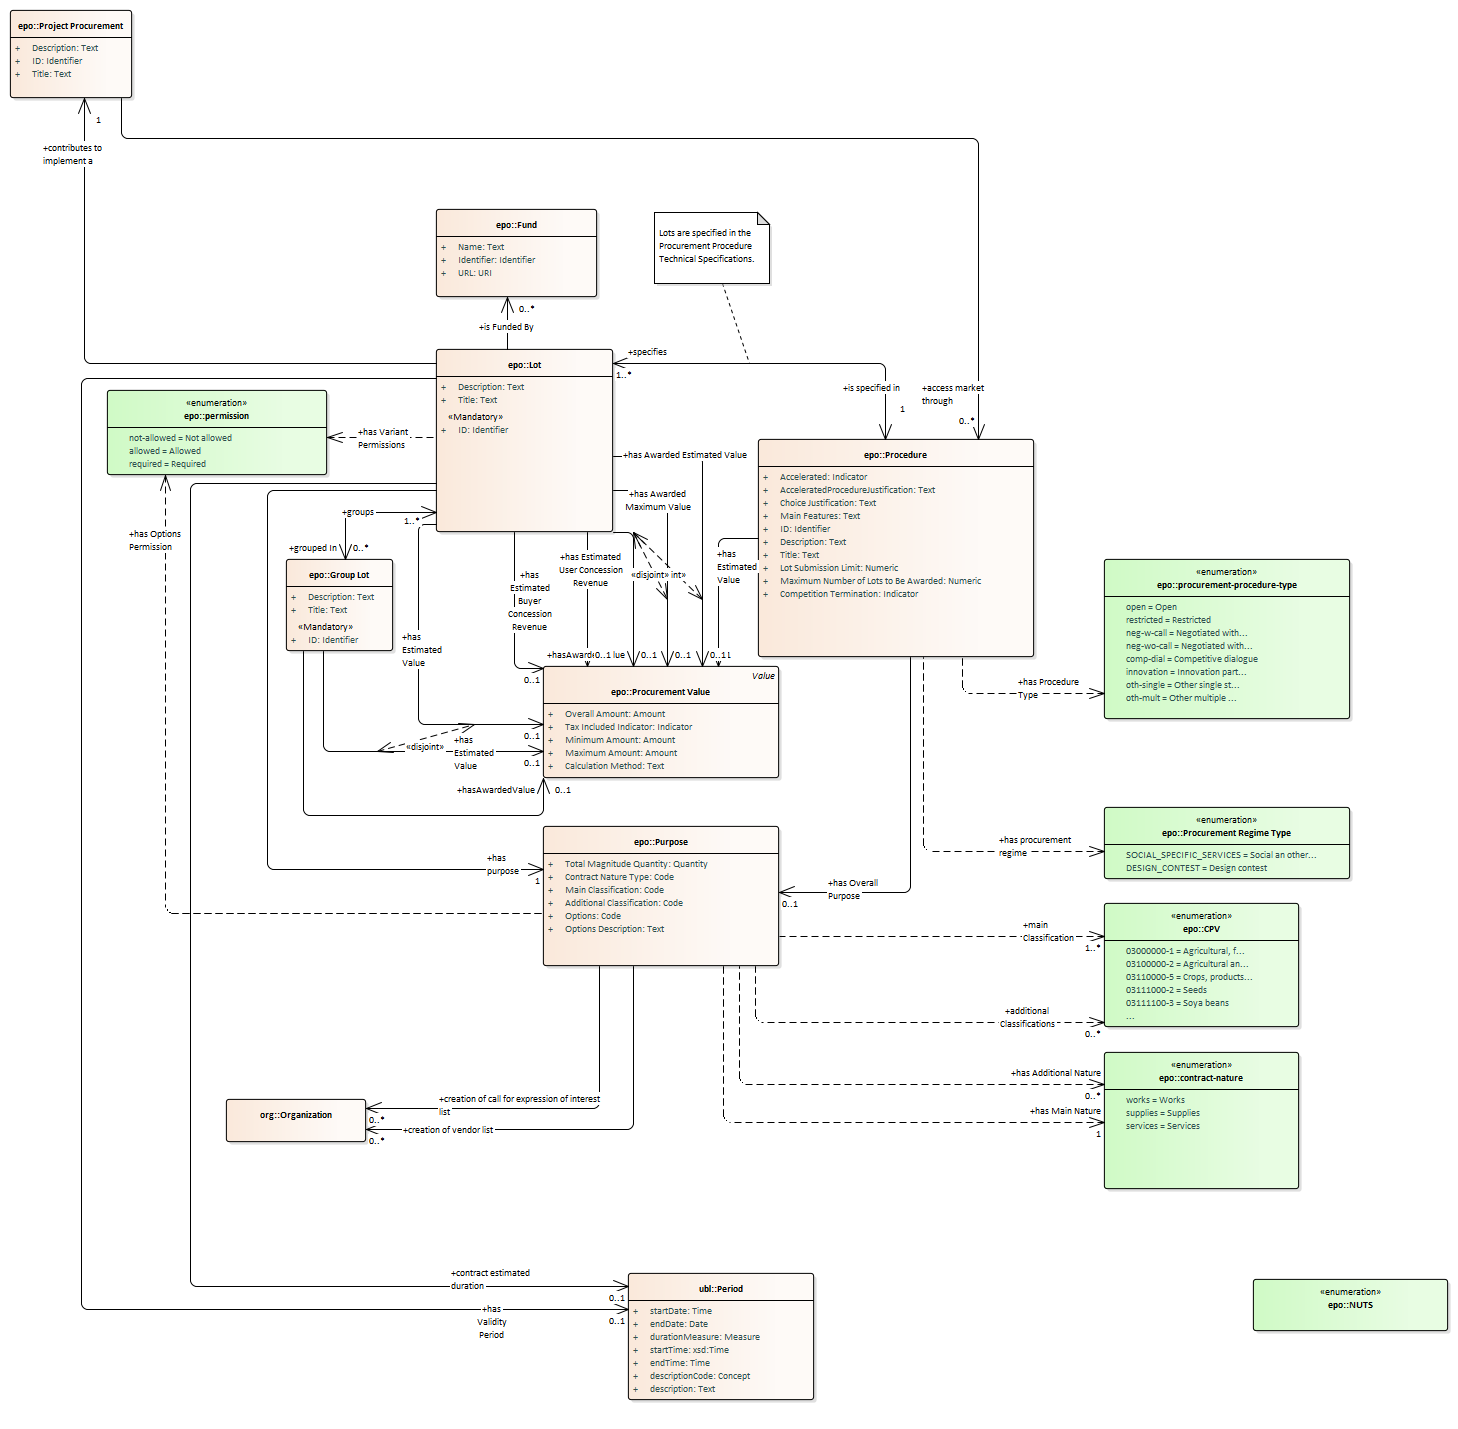 epo::Project Procurement
+ Description: Text
+ ID: Identifier
+ Title: Text
1
+contributes to
implement a
epo::Fund
+ Name: Text
+ Identifier: Identifier
+ URL: URI
0..*
+is Funded By
Lots are specified in the
Procurement Procedure
Technical Specifications.
epo::Lot
+ Description: Text
+ Title: Text
«Mandatory»
+ ID: Identifier
+specifies
1..*
+is specified in
1
+access market
through
0..*
«enumeration»
epo::permission
not-allowed = Not allowed
allowed = Allowed
required = Required
+has Variant
Permissions
+has Options
Permission
+groups
1..*
+grouped In
0..*
epo::Group Lot
+ Description: Text
+ Title: Text
«Mandatory»
+ ID: Identifier
+has Awarded Estimated Value
+has Awarded
Maximum Value
+has Estimated
User Concession
Revenue
«disjoint»
int»
+has
Estimated
Value
+has
Estimated
Buyer
Concession
Revenue
+has
Estimated
Value
epo::Procedure
+ Accelerated: Indicator
+ AcceleratedProcedureJustification: Text
+ Choice Justification: Text
+ Main Features: Text
+ ID: Identifier
+ Description: Text
+ Title: Text
+ Lot Submission Limit: Numeric
+ Maximum Number of Lots to Be Awarded: Numeric
+ Competition Termination: Indicator
«enumeration»
epo::procurement-procedure-type
open = Open
restricted = Restricted
neg-w-call = Negotiated with...
neg-wo-call = Negotiated with...
comp-dial = Competitive dialogue
innovation = Innovation part...
oth-single = Other single st...
oth-mult = Other multiple ...
+has Procedure
Type
+hasAward
0..1
lue
0..1
0..1
0..1
0..1
Value
epo::Procurement Value
+ Overall Amount: Amount
+ Tax Included Indicator: Indicator
+ Minimum Amount: Amount
+ Maximum Amount: Amount
+ Calculation Method: Text
0..1
«disjoint»
+has
Estimated
Value
0..1
+hasAwardedValue
0..1
epo::Purpose
+ Total Magnitude Quantity: Quantity
+ Contract Nature Type: Code
+ Main Classification: Code
+ Additional Classification: Code
+ Options: Code
+ Options Description: Text
+has
purpose
1
+has Overall
Purpose
0..1
+has procurement
regime
«enumeration»
epo::Procurement Regime Type
SOCIAL_SPECIFIC_SERVICES = Social an other...
DESIGN_CONTEST = Design contest
«enumeration»
epo::CPV
03000000-1 = Agricultural, f...
03100000-2 = Agricultural an...
03110000-5 = Crops, products...
03111000-2 = Seeds
03111100-3 = Soya beans
...
+main
Classification
1..*
+additional
Classifications
0..*
«enumeration»
epo::contract-nature
works = Works
supplies = Supplies
services = Services
+has Additional Nature
0..*
+has Main Nature
1
org::Organization
+creation of call for expression of interest
list
0..*
+creation of vendor list
0..*
+contract estimated
duration
0..1
+has
Validity
Period
0..1
ubl::Period
+ startDate: Time
+ endDate: Date
+ durationMeasure: Measure
+ startTime: xsd:Time
+ endTime: Time
+ descriptionCode: Concept
+ description: Text
«enumeration»
epo::NUTS